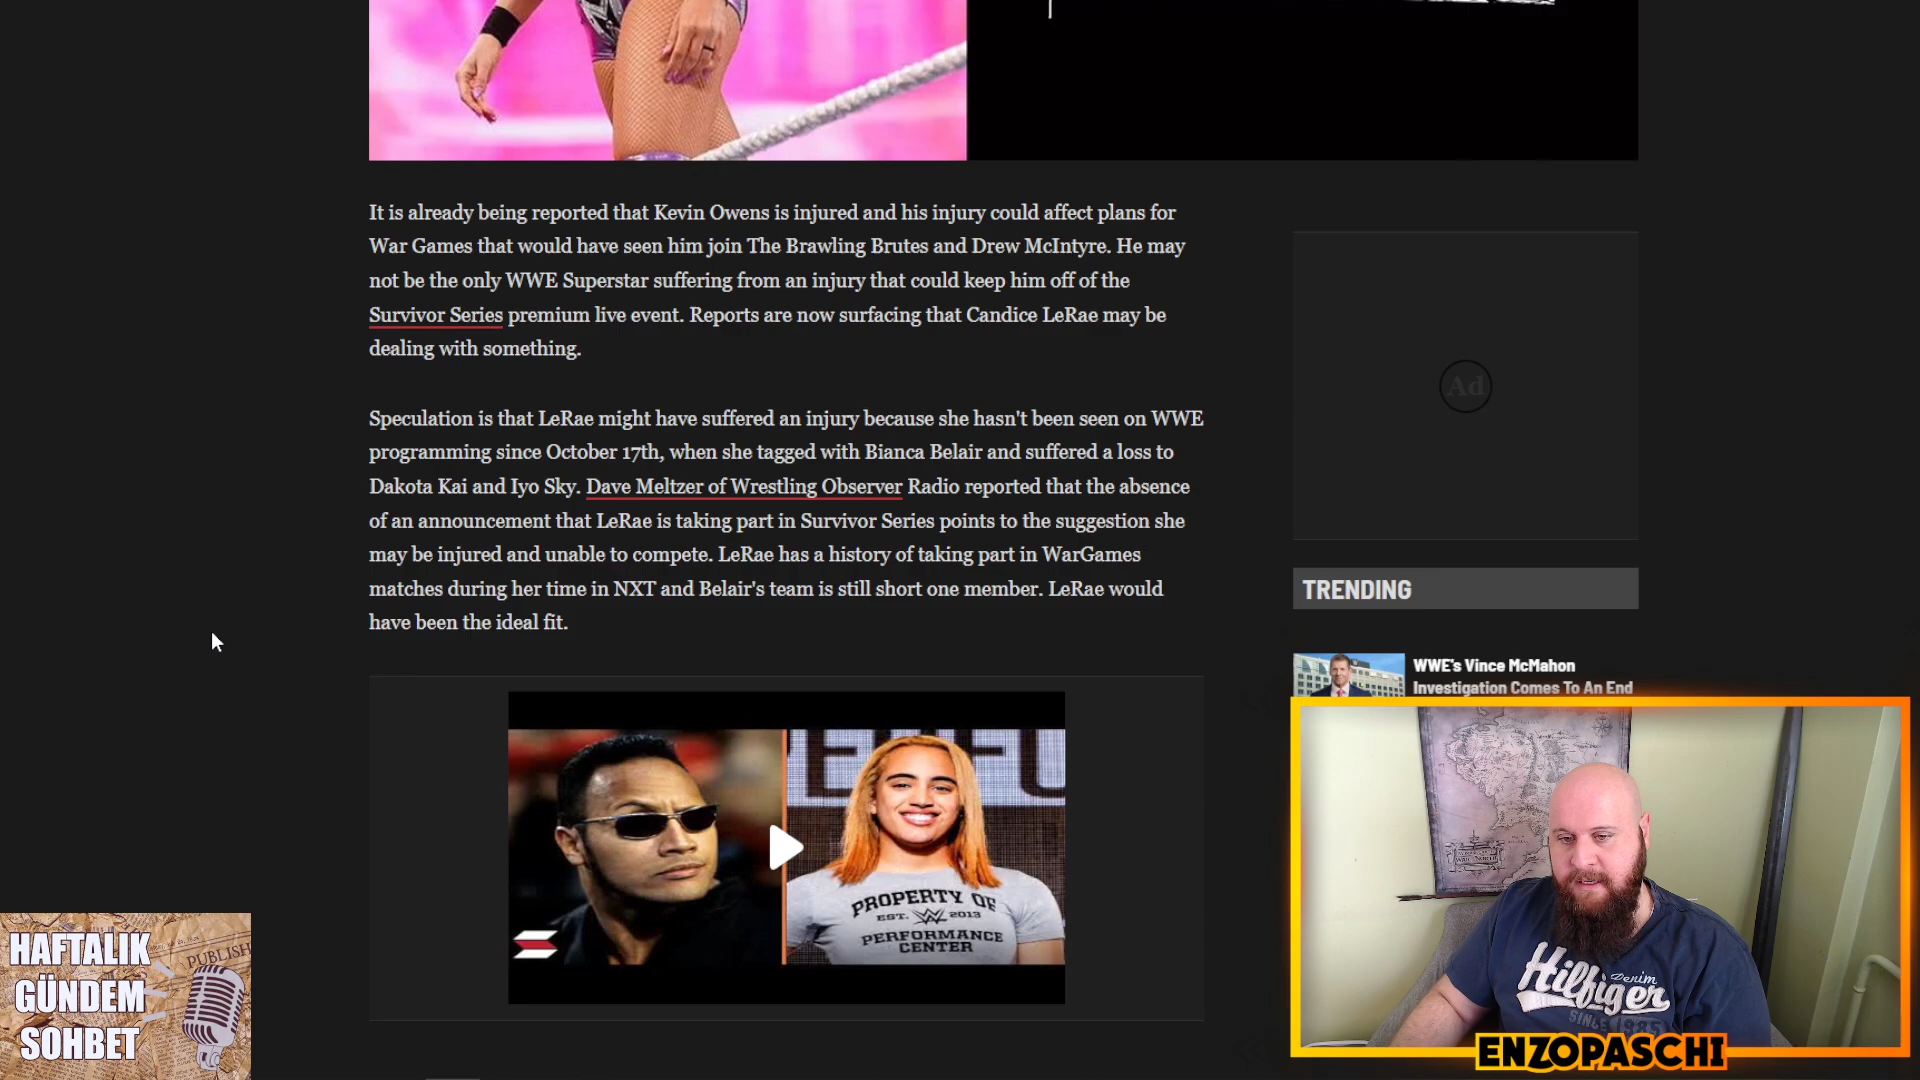 It is already being reported that Kevin Owens is injured and his injury could affect plans for
War Games that would have seen him join The Brawling Brutes and Drew McIntyre. He may
not be the only WWE Superstar suffering from an injury that could keep him off of the
Survivor Series premium live event. Reports are now surfacing that Candice LeRae may be
dealing with something.
Speculation is that LeRae might have suffered an injury because she hasn't been seen on WWE
programming since October 17th, when she tagged with Bianca Belair and suffered a loss to
Dakota Kai and Iyo Sky. Dave Meltzer of Wrestling Observer Radio reported that the absence
of an announcement that LeRae is taking part in Survivor Series points to the suggestion she
may be injured and unable to compete. LeRae has a history of taking part in WarGames
matches during her time in NXT and Belair's team is still short one member. LeRae would
have been the ideal fit.
Ad
TRENDING
WWE's Vince McMahon
Investigation Comes To An End
PROPERTY OF
EST. W 2013
PERFORMANCE
CENTER
HAFTALIK
GÜNDEM
SOHBET
PUBLISH
Denim
Hilfiger
SINCE 1985
ENZOPASCHI